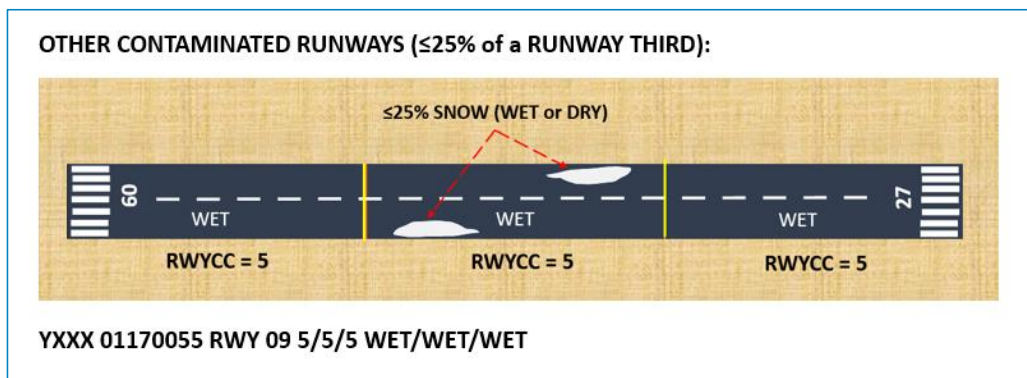 OTHER CONTAMINATED RUNWAYS (≤25% of a RUNWAY THIRD):
≤25% SNOW (WET or DRY)
09
27
WET
WET
WET
RWYCC = 5
RWYCC = 5
RWYCC = 5
YXXX 01170055 RWY 09 5/5/5 WET/WET/WET